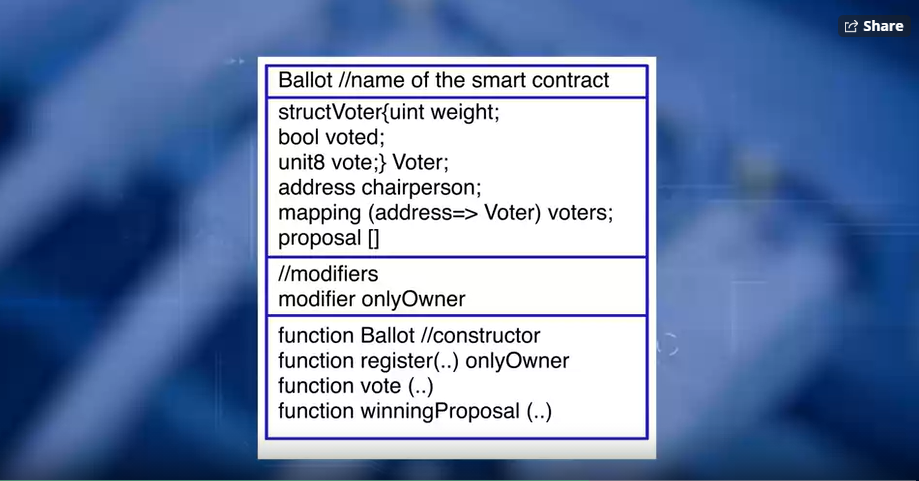 Share
Ballot //name of the smart contract
structVoter{uint weight;
bool voted;
unit8 vote;} Voter;
address chairperson;
mapping (address=> Voter) voters;
proposal []
//modifiers
modifier onlyOwner
function Ballot //constructor
function register(..) onlyOwner
function vote (..)
function winningProposal (..)